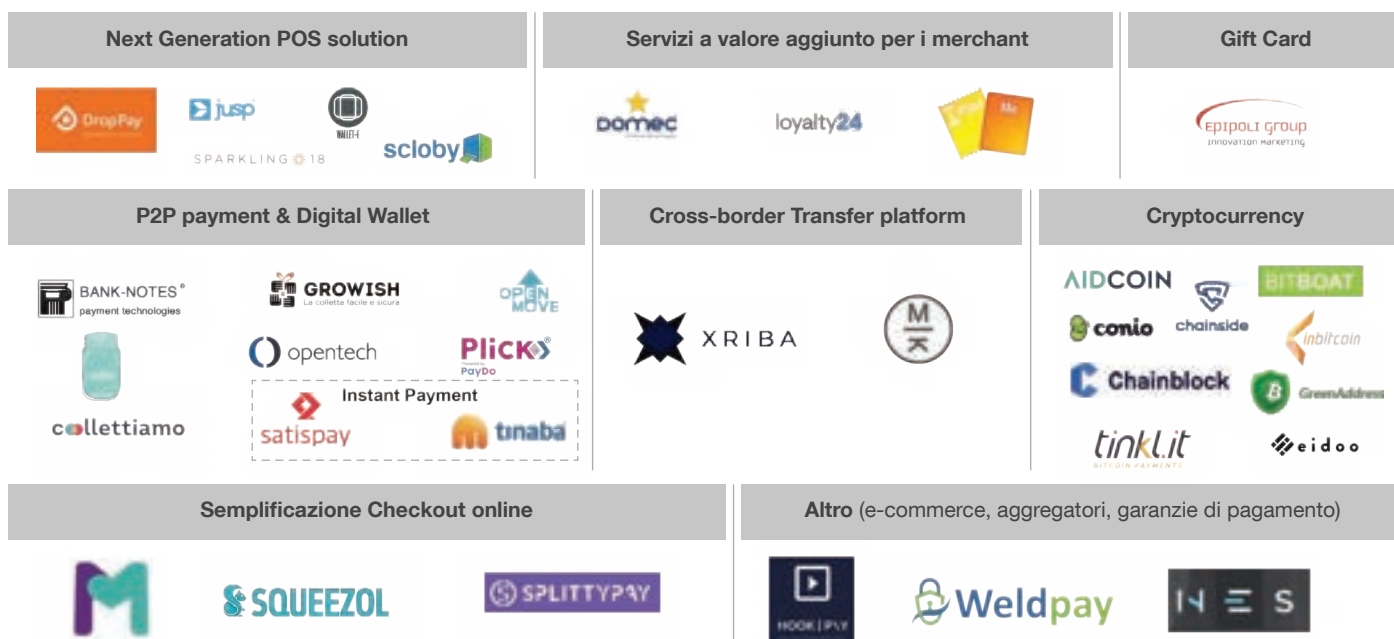 Next Generation POS solution
Servizi a valore aggiunto per i merchant
Gift Card
DropPay
jusp
WALLET-E
SPARKLING 18
scloby
DOMEC
loyalty24
EPIPOLI GROUP
INNOVATION MARKETING
P2P payment & Digital Wallet
Cross-border Transfer platform
Cryptocurrency
BANK-NOTES®
payment technologies
GROWISH
La colletta facile e sicura
OPEN
MOVE
opentech
PLICK®
PayDo
collettiamo
Instant Payment
satispay
tinaba
XRIBA
M
K
AIDCOIN
chainside
BITBOAT
conio
inbitcoin
Chainblock
B
GreenAddress
tinkl.it
BITCOIN PAYMENTS
eidoo
Semplificazione Checkout online
Altro (e-commerce, aggregatori, garanzie di pagamento)
M
SQUEEZOL
SPLITTYPAY
HOOK|PAY
Weldpay
INES